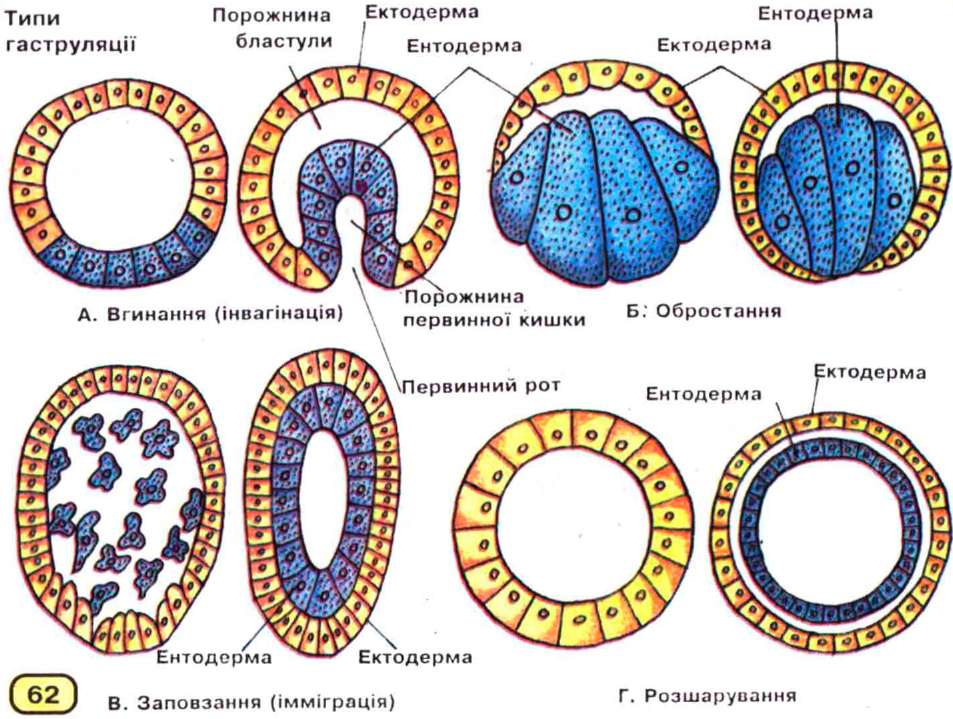 Типи
гаструляції
Порожнина
бластули
Ектодерма
Ентодерма
Ектодерма
Ентодерма
А. Вгинання (інвагінація)
Порожнина
первинної кишки
Б. Обростання
Первинний рот
Ентодерма
Ектодерма
Ентодерма
Ектодерма
62
В. Заповзання (імміграція)
Г. Розшарування